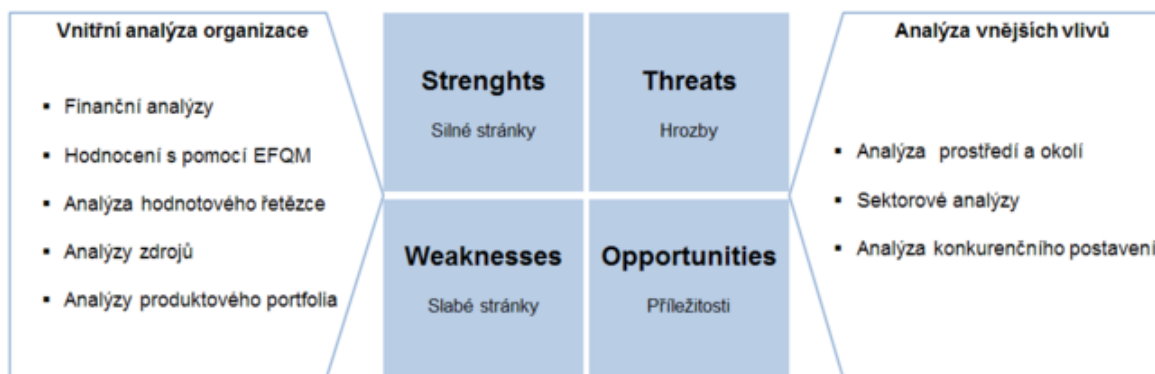 Vnitřní analýza organizace
▪ Finanční analýzy
▪ Hodnocení s pomocí EFQM
▪ Analýza hodnotového řetězce
▪ Analýzy zdrojů
▪ Analýzy produktového portfolia
Strenghts
Silné stránky
Threats
Hrozby
Weaknesses
Slabé stránky
Opportunities
Příležitosti
Analýza vnějších vlivů
▪ Analýza prostředí a okolí
▪ Sektorové analýzy
▪ Analýza konkurenčního postavení